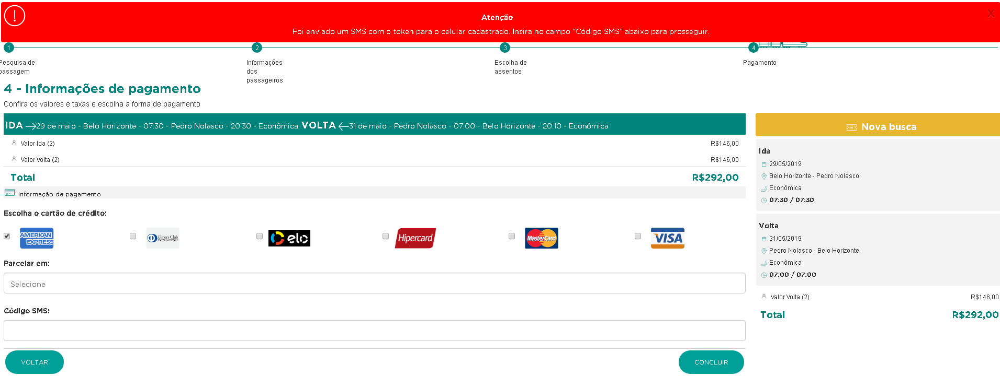 Atenção
X
Foi enviado um SMS com o token para o celular cadastrado. Insira no campo “Código SMS” abaixo para prosseguir.
1
2
3
4
Pesquisa de
passagem
Informações
dos
passageiros
Escolha de
assentos
Pagamento
4 - Informações de pagamento
Confira os valores e taxas e escolha a forma de pagamento
IDA 29 de maio - Belo Horizonte - 07:30 - Pedro Nolasco - 20:30 - Econômica VOLTA 31 de maio - Pedro Nolasco - 07:00 - Belo Horizonte - 20:10 - Econômica
Valor Ida (2) R$146,00
Valor Volta (2) R$146,00
Total R$292,00
Informação de pagamento
Escolha o cartão de crédito:
AMERICAN
EXPRESS
Diners Club
INTERNATIONAL
elo
Hipercard
MasterCard
VISA
Parcelar em:
Selecione
Código SMS:
VOLTAR
CONCLUIR
Nova busca
Ida
29/05/2019
Belo Horizonte - Pedro Nolasco
Econômica
07:30 / 07:30
Volta
31/05/2019
Pedro Nolasco - Belo Horizonte
Econômica
07:00 / 07:00
Valor Volta (2) R$146,00
Total R$292,00